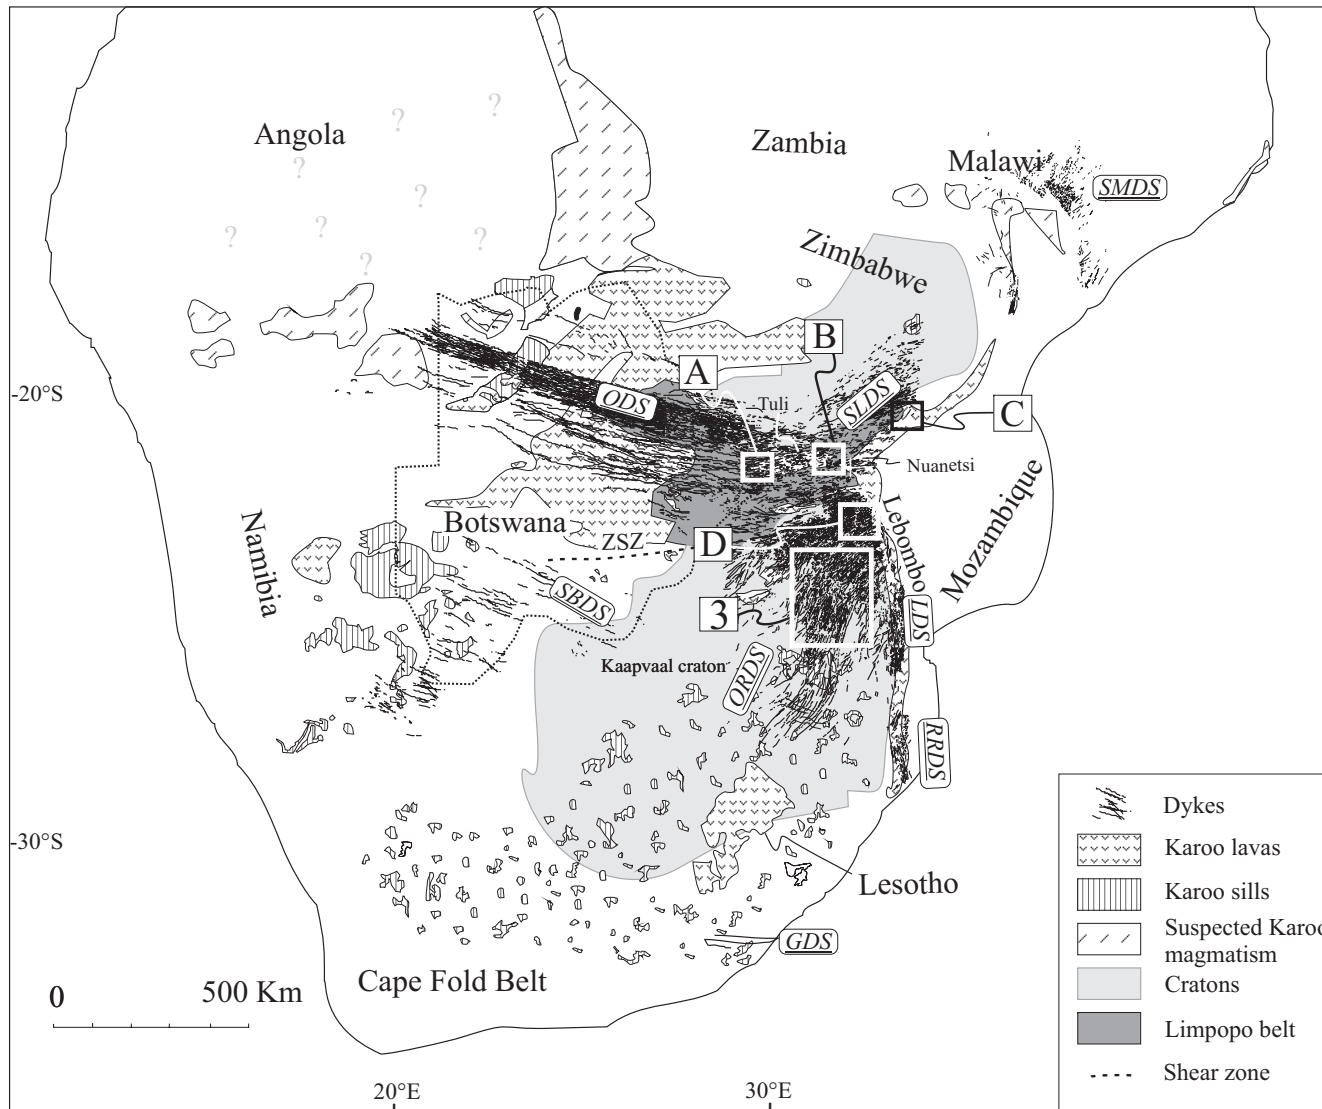 ?
?
Angola
Zambia
?
Malawi
SMDS
?
?
?
?
Zimbabwe
?
B
A
-20°S
ODS
Tuli
SLDS
C
Nuanetsi
Botswana
Lebombo
Mozambique
Namibia
ZSZ
D
SBDS
3
LDS
Kaapvaal craton
ORDS
RRDS
Dykes
-30°S
Karoo lavas
Lesotho
Karoo sills
Suspected Karoo
magmatism
GDS
Cape Fold Belt
Cratons
0 500 Km
Limpopo belt
Shear zone
20°E
30°E